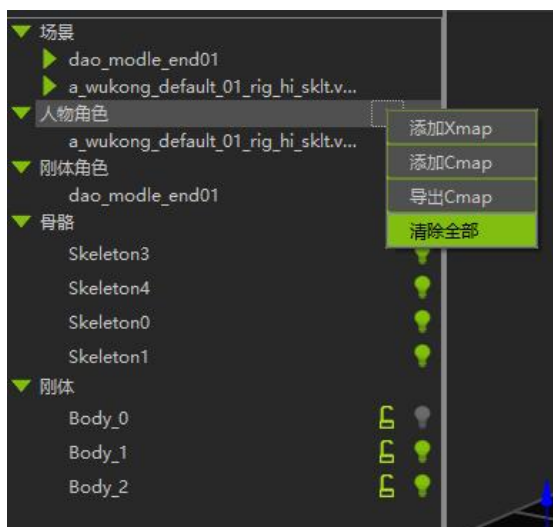 场景
dao_modle_end01
a_wukong_default_01_rig_hi_sklt.v...
人物角色
添加Xmap
a_wukong_default_01_rig_hi_sklt.v...
添加Cmap
刚体角色
dao_modle_end01
导出Cmap
骨骼
清除全部
Skeleton3
Skeleton4
Skeleton0
Skeleton1
刚体
Body_0
Body_1
Body_2